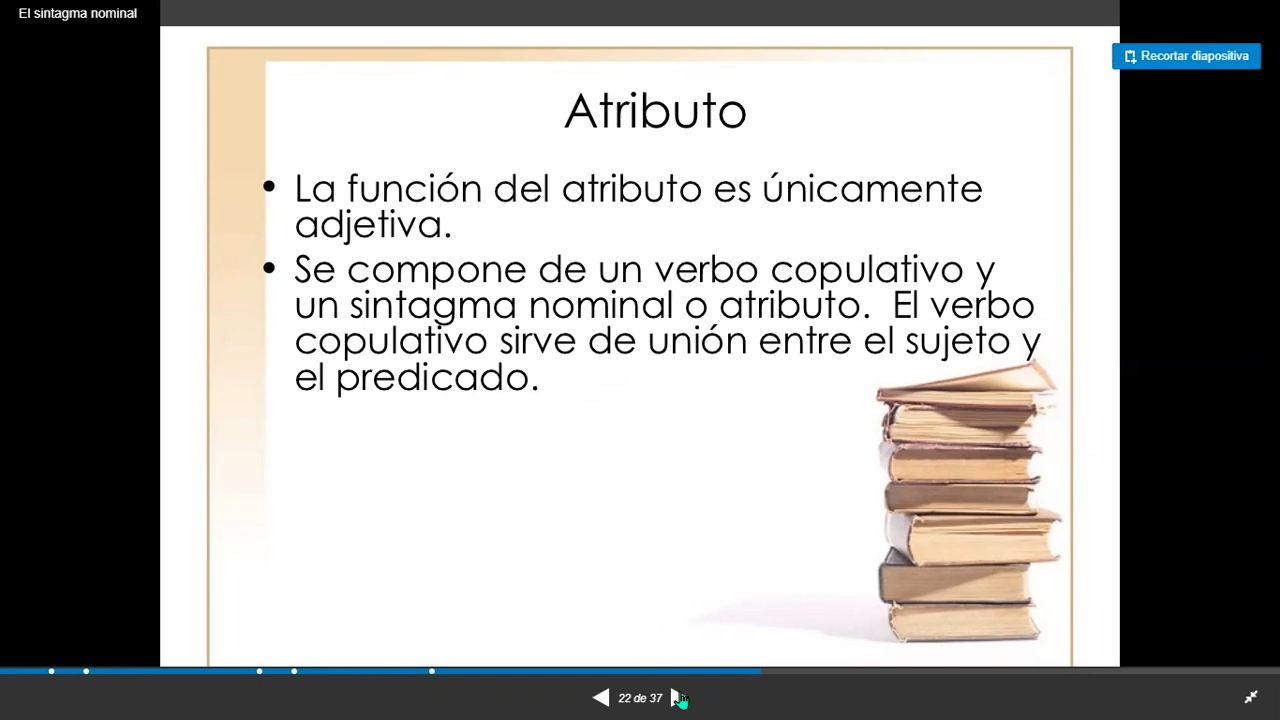 El sintagma nominal
Recortar diapositiva
Atributo
• La función del atributo es únicamente
adjetiva.
• Se compone de un verbo copulativo y
un sintagma nominal o atributo. El verbo
copulativo sirve de unión entre el sujeto y
el predicado.
22 de 37